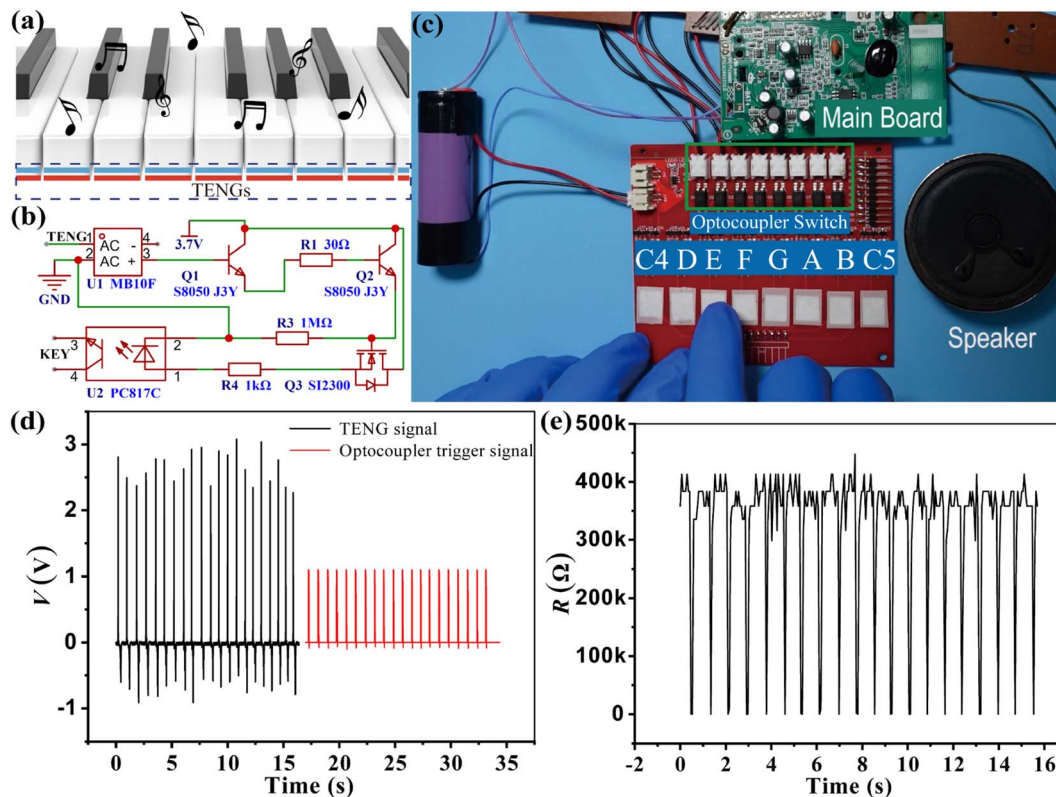 (a)
TENGs
(b)
TENG 1 AC - 4
2 AC + 3
GND
U1 MB10F
3.7V
Q1
S8050 J3Y
R1 30Ω
Q2
S8050 J3Y
R3 1MΩ
KEY 3
4
2
1
U2 PC817C
R4 1kΩ
Q3 SI2300
(c)
Main Board
Optocoupler Switch
C4 D E F G A B C5
Speaker
(d)
TENG signal
Optocoupler trigger signal
V (V)
3
2
1
0
-1
0 5 10 15 20 25 30 35
Time (s)
(e)
R (Ω)
500k
400k
300k
200k
100k
0
-2 0 2 4 6 8 10 12 14 16
Time (s)